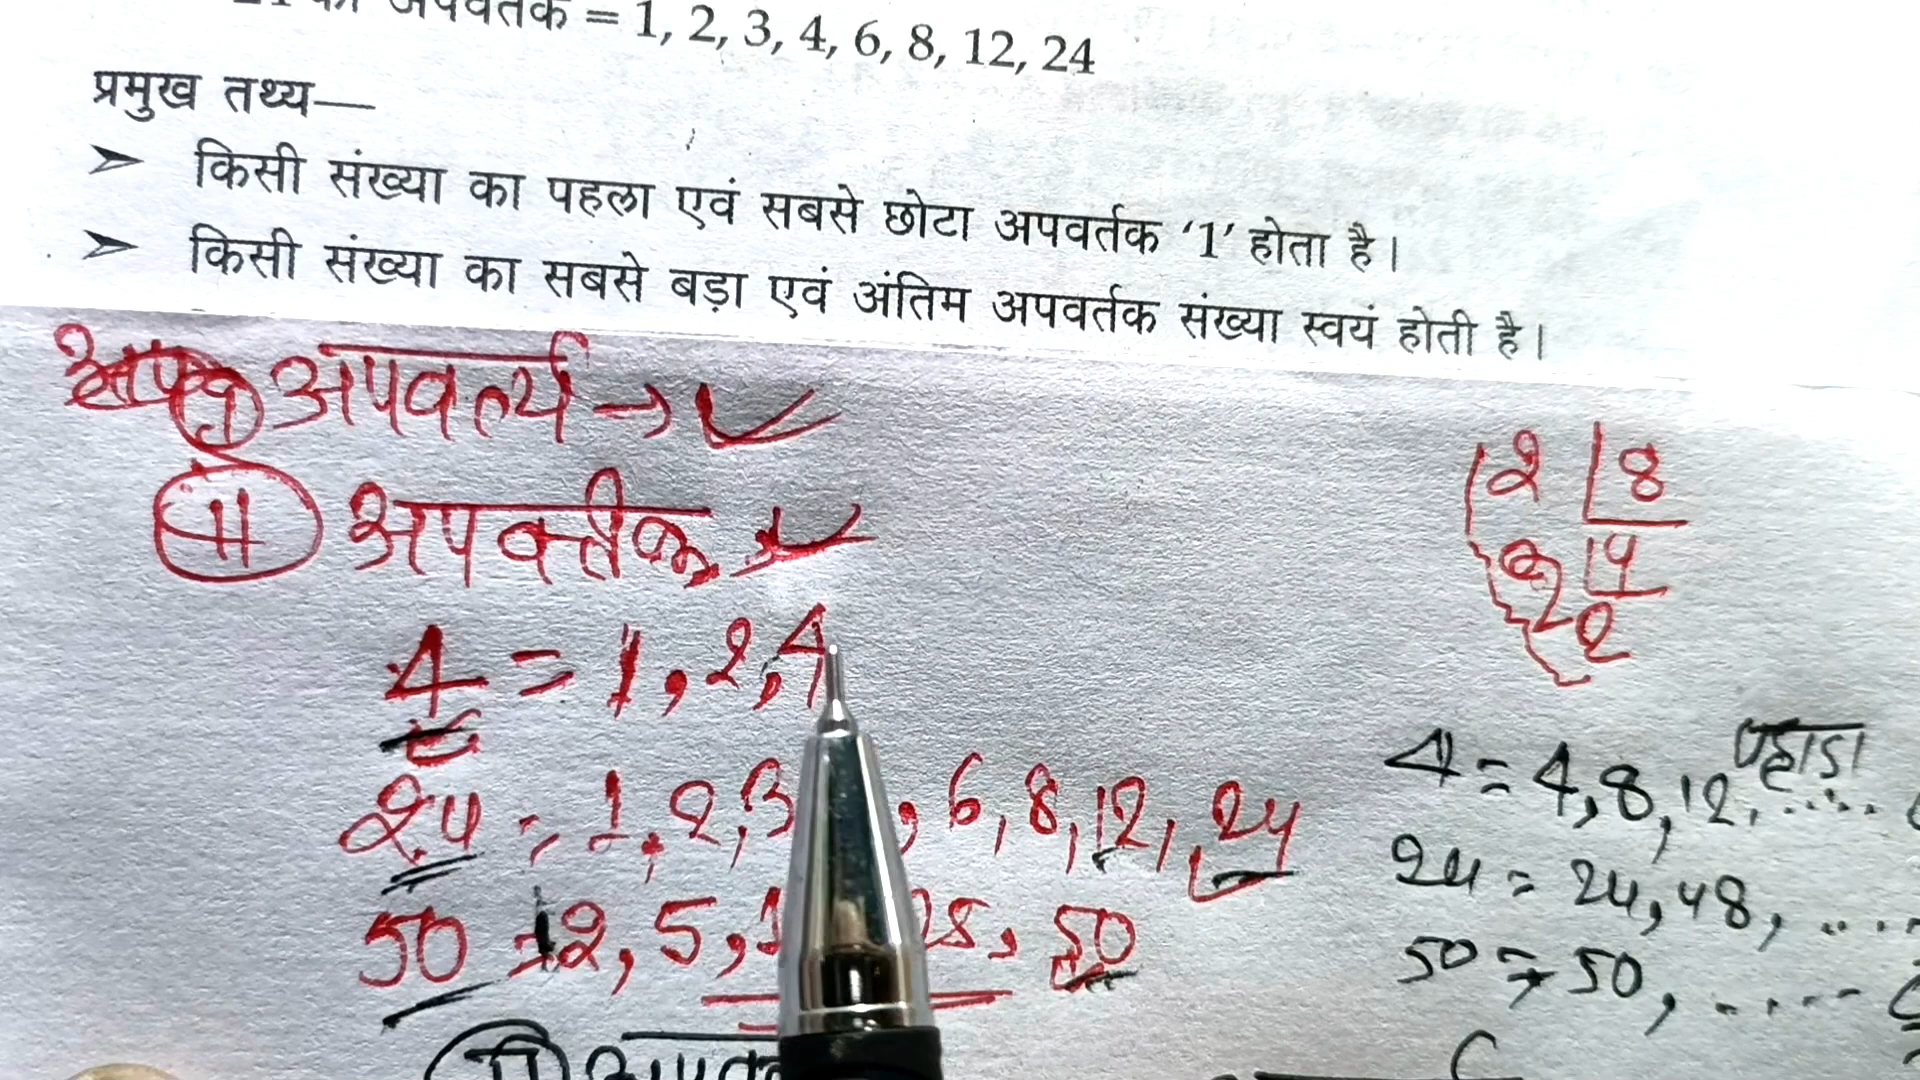 का अपवर्तक = 1, 2, 3, 4, 6, 8, 12, 24
प्रमुख तथ्य—
➤ किसी संख्या का पहला एवं सबसे छोटा अपवर्तक ‘1’ होता है।
➤ किसी संख्या का सबसे बड़ा एवं अंतिम अपवर्तक संख्या स्वयं होती है।
अपवर्त्य →
11 अपवर्तक
4 = 1, 2, 4
24 = 1, 2, 3 , 6, 8, 12, 24
50 = 1 2, 5, 25, 50
2 | 8
4
2
पहाड़ा
4 = 4, 8, 12, .....
24 = 24, 48, ...
50 = 50, .....